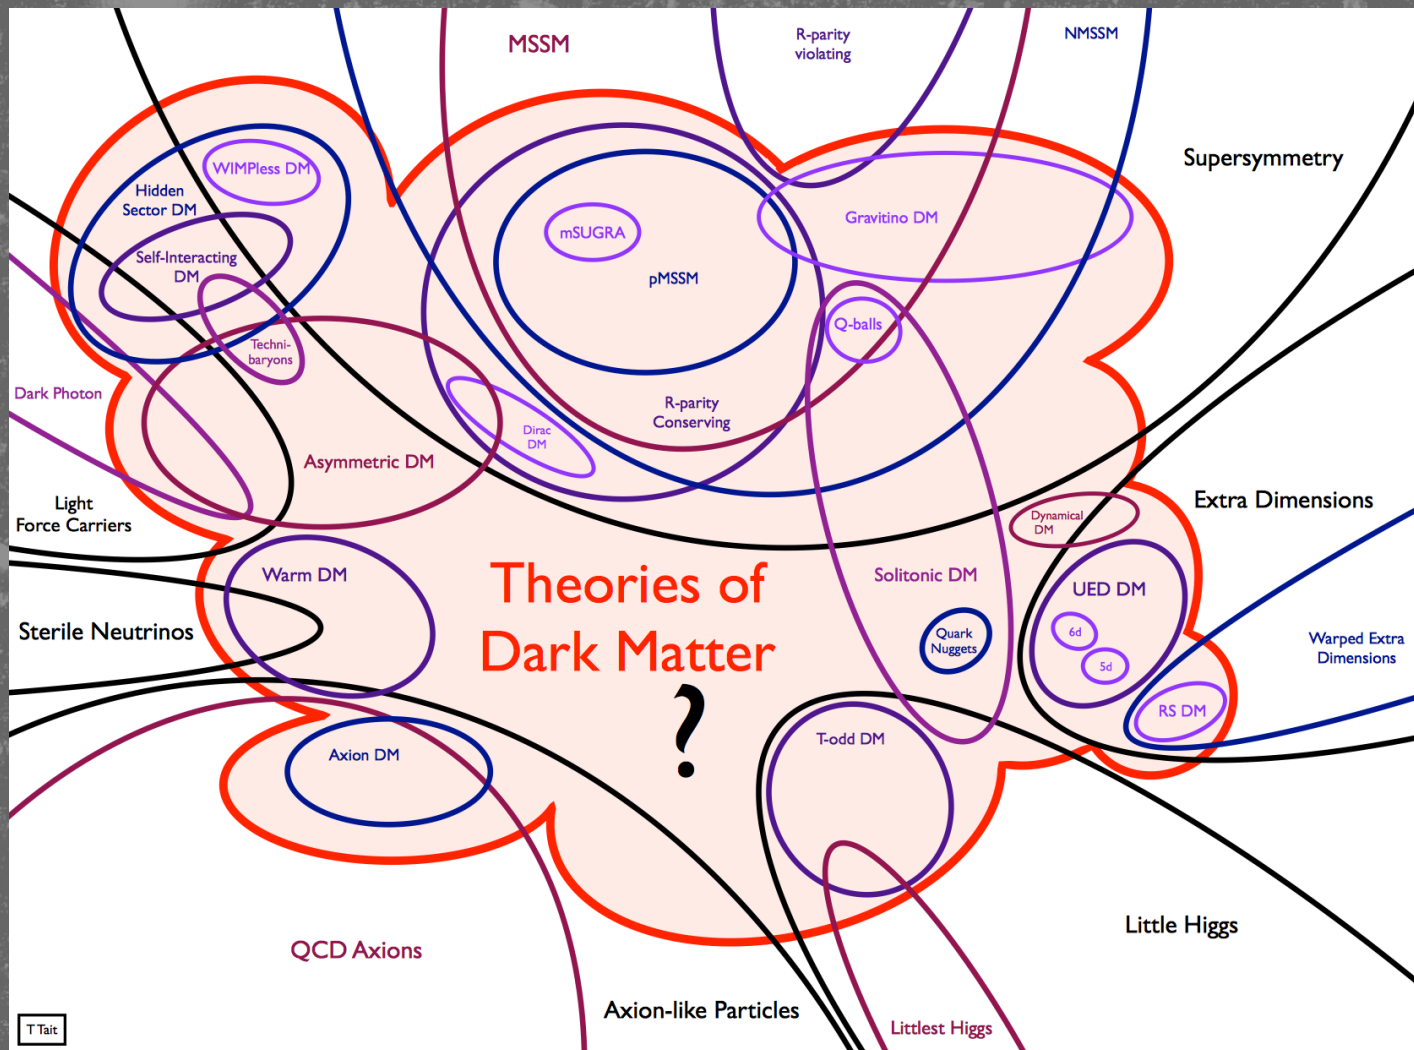 MSSM
R-parity
violating
NMSSM
Supersymmetry
WIMPless DM
Hidden
Sector DM
Self-Interacting
DM
mSUGRA
pMSSM
Gravitino DM
Q-balls
Techni-
baryons
Dark Photon
R-parity
Conserving
Dirac
DM
Asymmetric DM
Light
Force Carriers
Extra Dimensions
Dynamical
DM
Warm DM
Theories of
Dark Matter
?
Solitonic DM
UED DM
6d
5d
Quark
Nuggets
Sterile Neutrinos
Warped Extra
Dimensions
RS DM
Axion DM
T-odd DM
Little Higgs
QCD Axions
Axion-like Particles
Littlest Higgs
T Tait